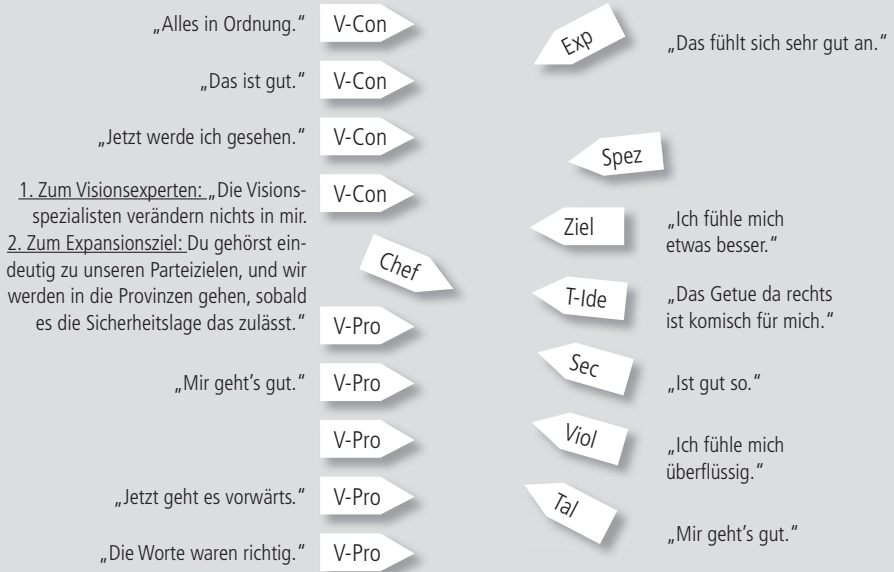 „Alles in Ordnung.“
V-Con
Exp
„Das fühlt sich sehr gut an.“
„Das ist gut.“
V-Con
„Jetzt werde ich gesehen.“
V-Con
Spez
1. Zum Visionsexperten: „Die Visions-
spezialisten verändern nichts in mir.
2. Zum Expansionsziel: Du gehörst ein-
deutig zu unseren Parteizielen, und wir
werden in die Provinzen gehen, sobald
es die Sicherheitslage das zulässt.“
V-Con
Chef
Ziel
„Ich fühle mich
etwas besser.“
T-Ide
„Das Getue da rechts
ist komisch für mich.“
V-Pro
„Mir geht's gut.“
V-Pro
Sec
„Ist gut so.“
V-Pro
Viol
„Ich fühle mich
überflüssig.“
„Jetzt geht es vorwärts.“
V-Pro
Tal
„Mir geht's gut.“
„Die Worte waren richtig.“
V-Pro